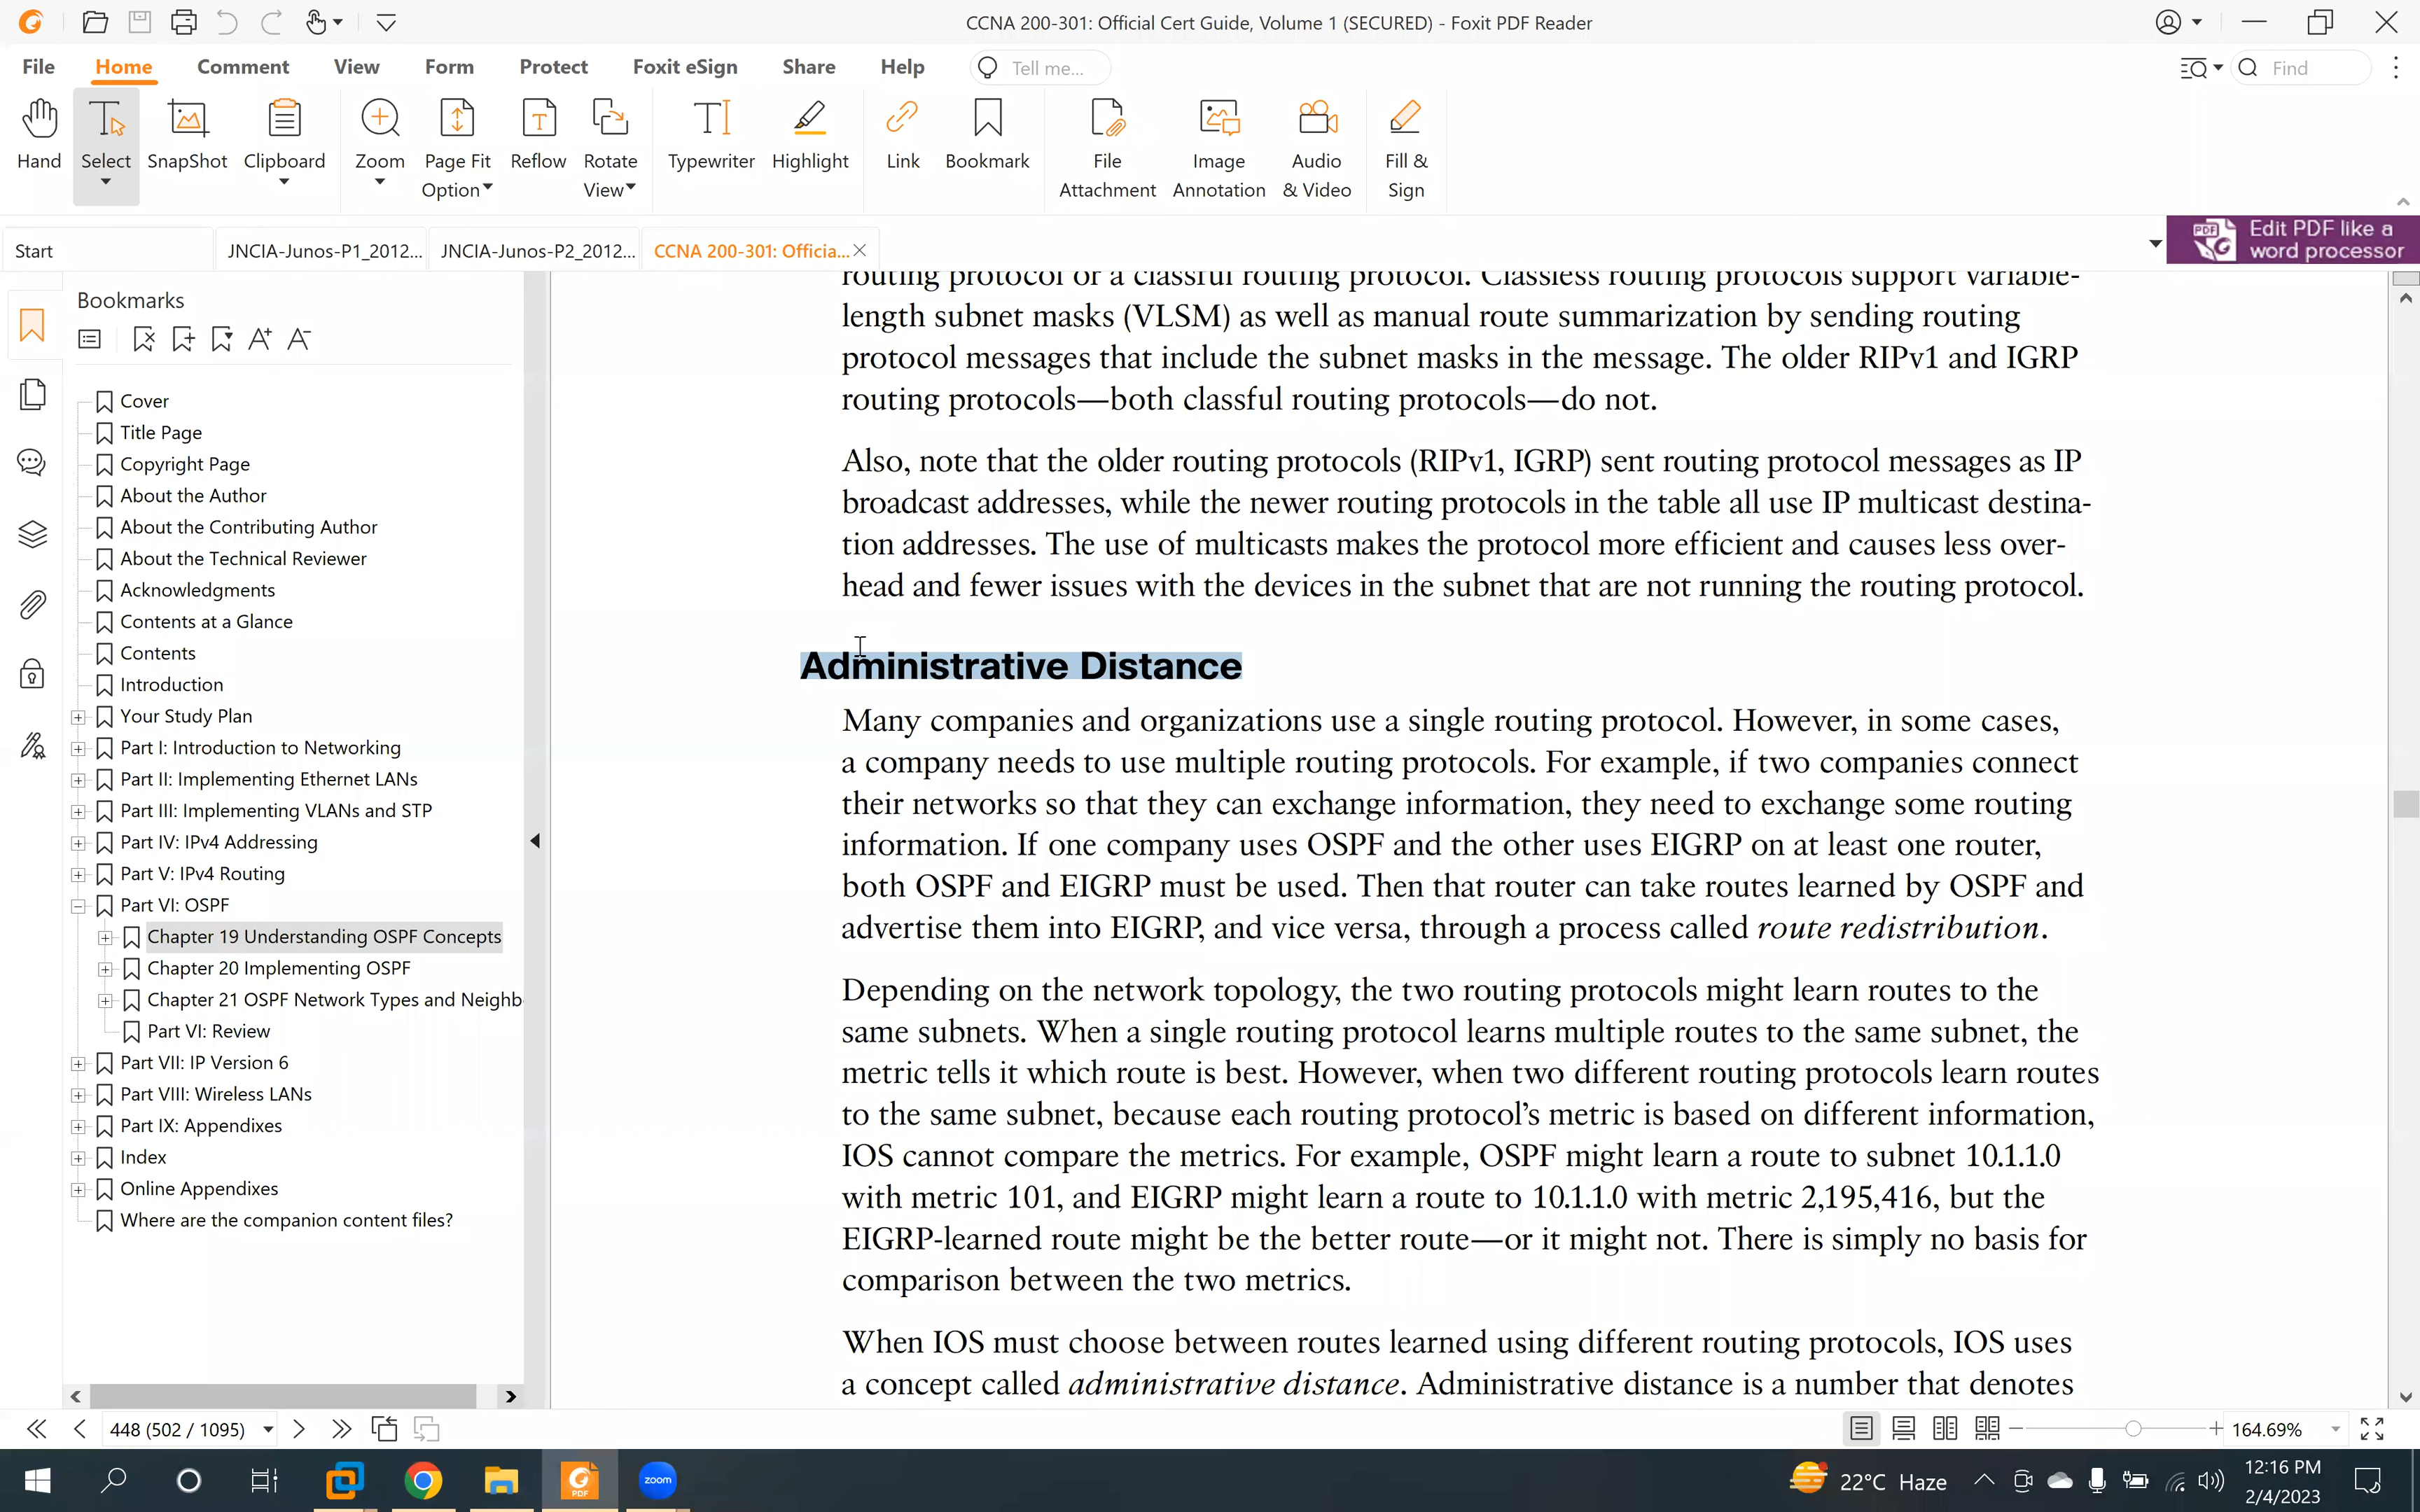 CCNA 200-301: Official Cert Guide, Volume 1 (SECURED) - Foxit PDF Reader
File Home Comment View Form Protect Foxit eSign Share Help Tell me... Find
Hand Select SnapShot Clipboard Zoom Page Fit Option Reflow Rotate View Typewriter Highlight Link Bookmark File Attachment Image Annotation Audio & Video Fill & Sign
Start JNCIA-Junos-P1_2012... JNCIA-Junos-P2_2012... CCNA 200-301: Officia...
Edit PDF like a
word processor
Bookmarks
Cover
Title Page
Copyright Page
About the Author
About the Contributing Author
About the Technical Reviewer
Acknowledgments
Contents at a Glance
Contents
Introduction
Your Study Plan
Part I: Introduction to Networking
Part II: Implementing Ethernet LANs
Part III: Implementing VLANs and STP
Part IV: IPv4 Addressing
Part V: IPv4 Routing
Part VI: OSPF
Chapter 19 Understanding OSPF Concepts
Chapter 20 Implementing OSPF
Chapter 21 OSPF Network Types and Neighb
Part VI: Review
Part VII: IP Version 6
Part VIII: Wireless LANs
Part IX: Appendixes
Index
Online Appendixes
Where are the companion content files?
routing protocol or a classful routing protocol. Classless routing protocols support variable-
length subnet masks (VLSM) as well as manual route summarization by sending routing
protocol messages that include the subnet masks in the message. The older RIPv1 and IGRP
routing protocols—both classful routing protocols—do not.
Also, note that the older routing protocols (RIPv1, IGRP) sent routing protocol messages as IP
broadcast addresses, while the newer routing protocols in the table all use IP multicast destina-
tion addresses. The use of multicasts makes the protocol more efficient and causes less over-
head and fewer issues with the devices in the subnet that are not running the routing protocol.
Administrative Distance
Many companies and organizations use a single routing protocol. However, in some cases,
a company needs to use multiple routing protocols. For example, if two companies connect
their networks so that they can exchange information, they need to exchange some routing
information. If one company uses OSPF and the other uses EIGRP on at least one router,
both OSPF and EIGRP must be used. Then that router can take routes learned by OSPF and
advertise them into EIGRP, and vice versa, through a process called route redistribution.
Depending on the network topology, the two routing protocols might learn routes to the
same subnets. When a single routing protocol learns multiple routes to the same subnet, the
metric tells it which route is best. However, when two different routing protocols learn routes
to the same subnet, because each routing protocol's metric is based on different information,
IOS cannot compare the metrics. For example, OSPF might learn a route to subnet 10.1.1.0
with metric 101, and EIGRP might learn a route to 10.1.1.0 with metric 2,195,416, but the
EIGRP-learned route might be the better route—or it might not. There is simply no basis for
comparison between the two metrics.
When IOS must choose between routes learned using different routing protocols, IOS uses
a concept called administrative distance. Administrative distance is a number that denotes
448 (502 / 1095) 164.69%
zoom
22°C Haze
12:16 PM
2/4/2023